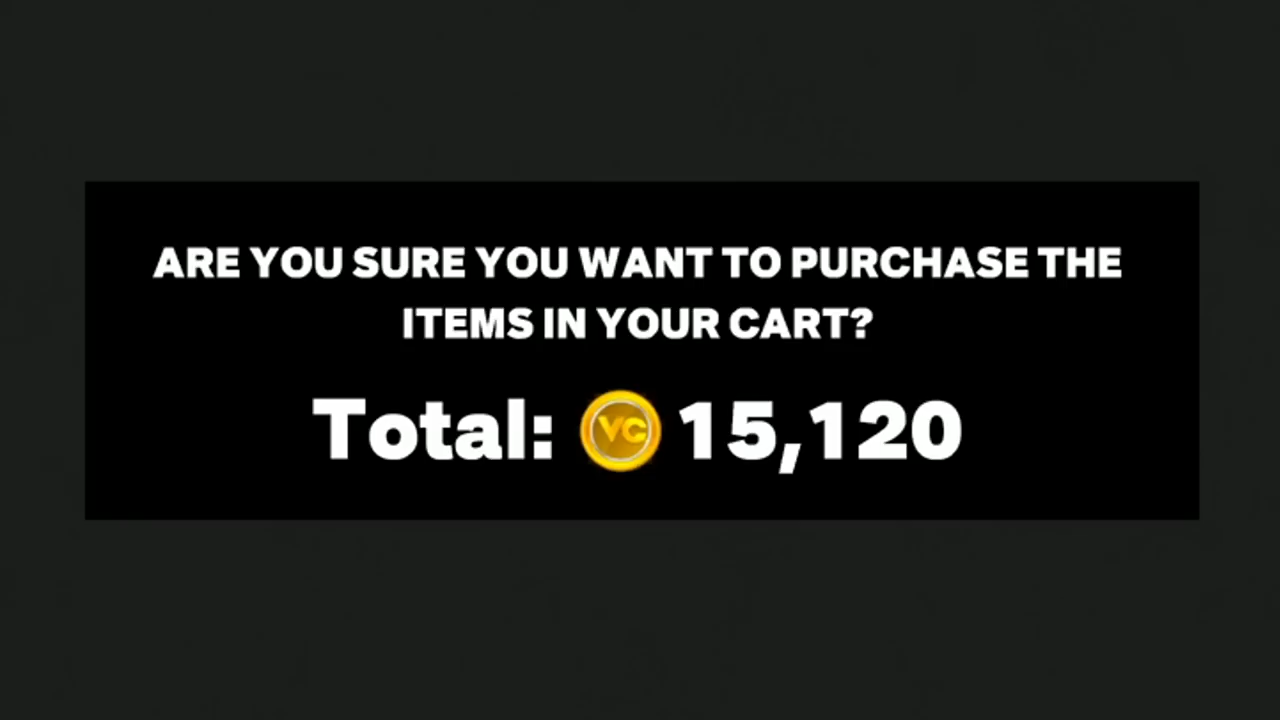 ARE YOU SURE YOU WANT TO PURCHASE THE
ITEMS IN YOUR CART?
Total: VC 15,120